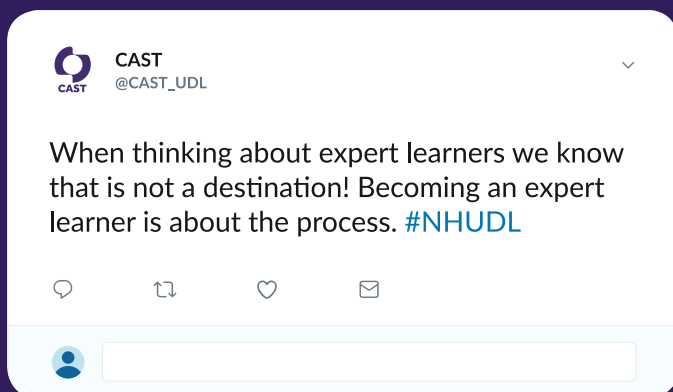 CAST
CAST
@CAST_UDL
When thinking about expert learners we know
that is not a destination! Becoming an expert
learner is about the process. #NHUDL